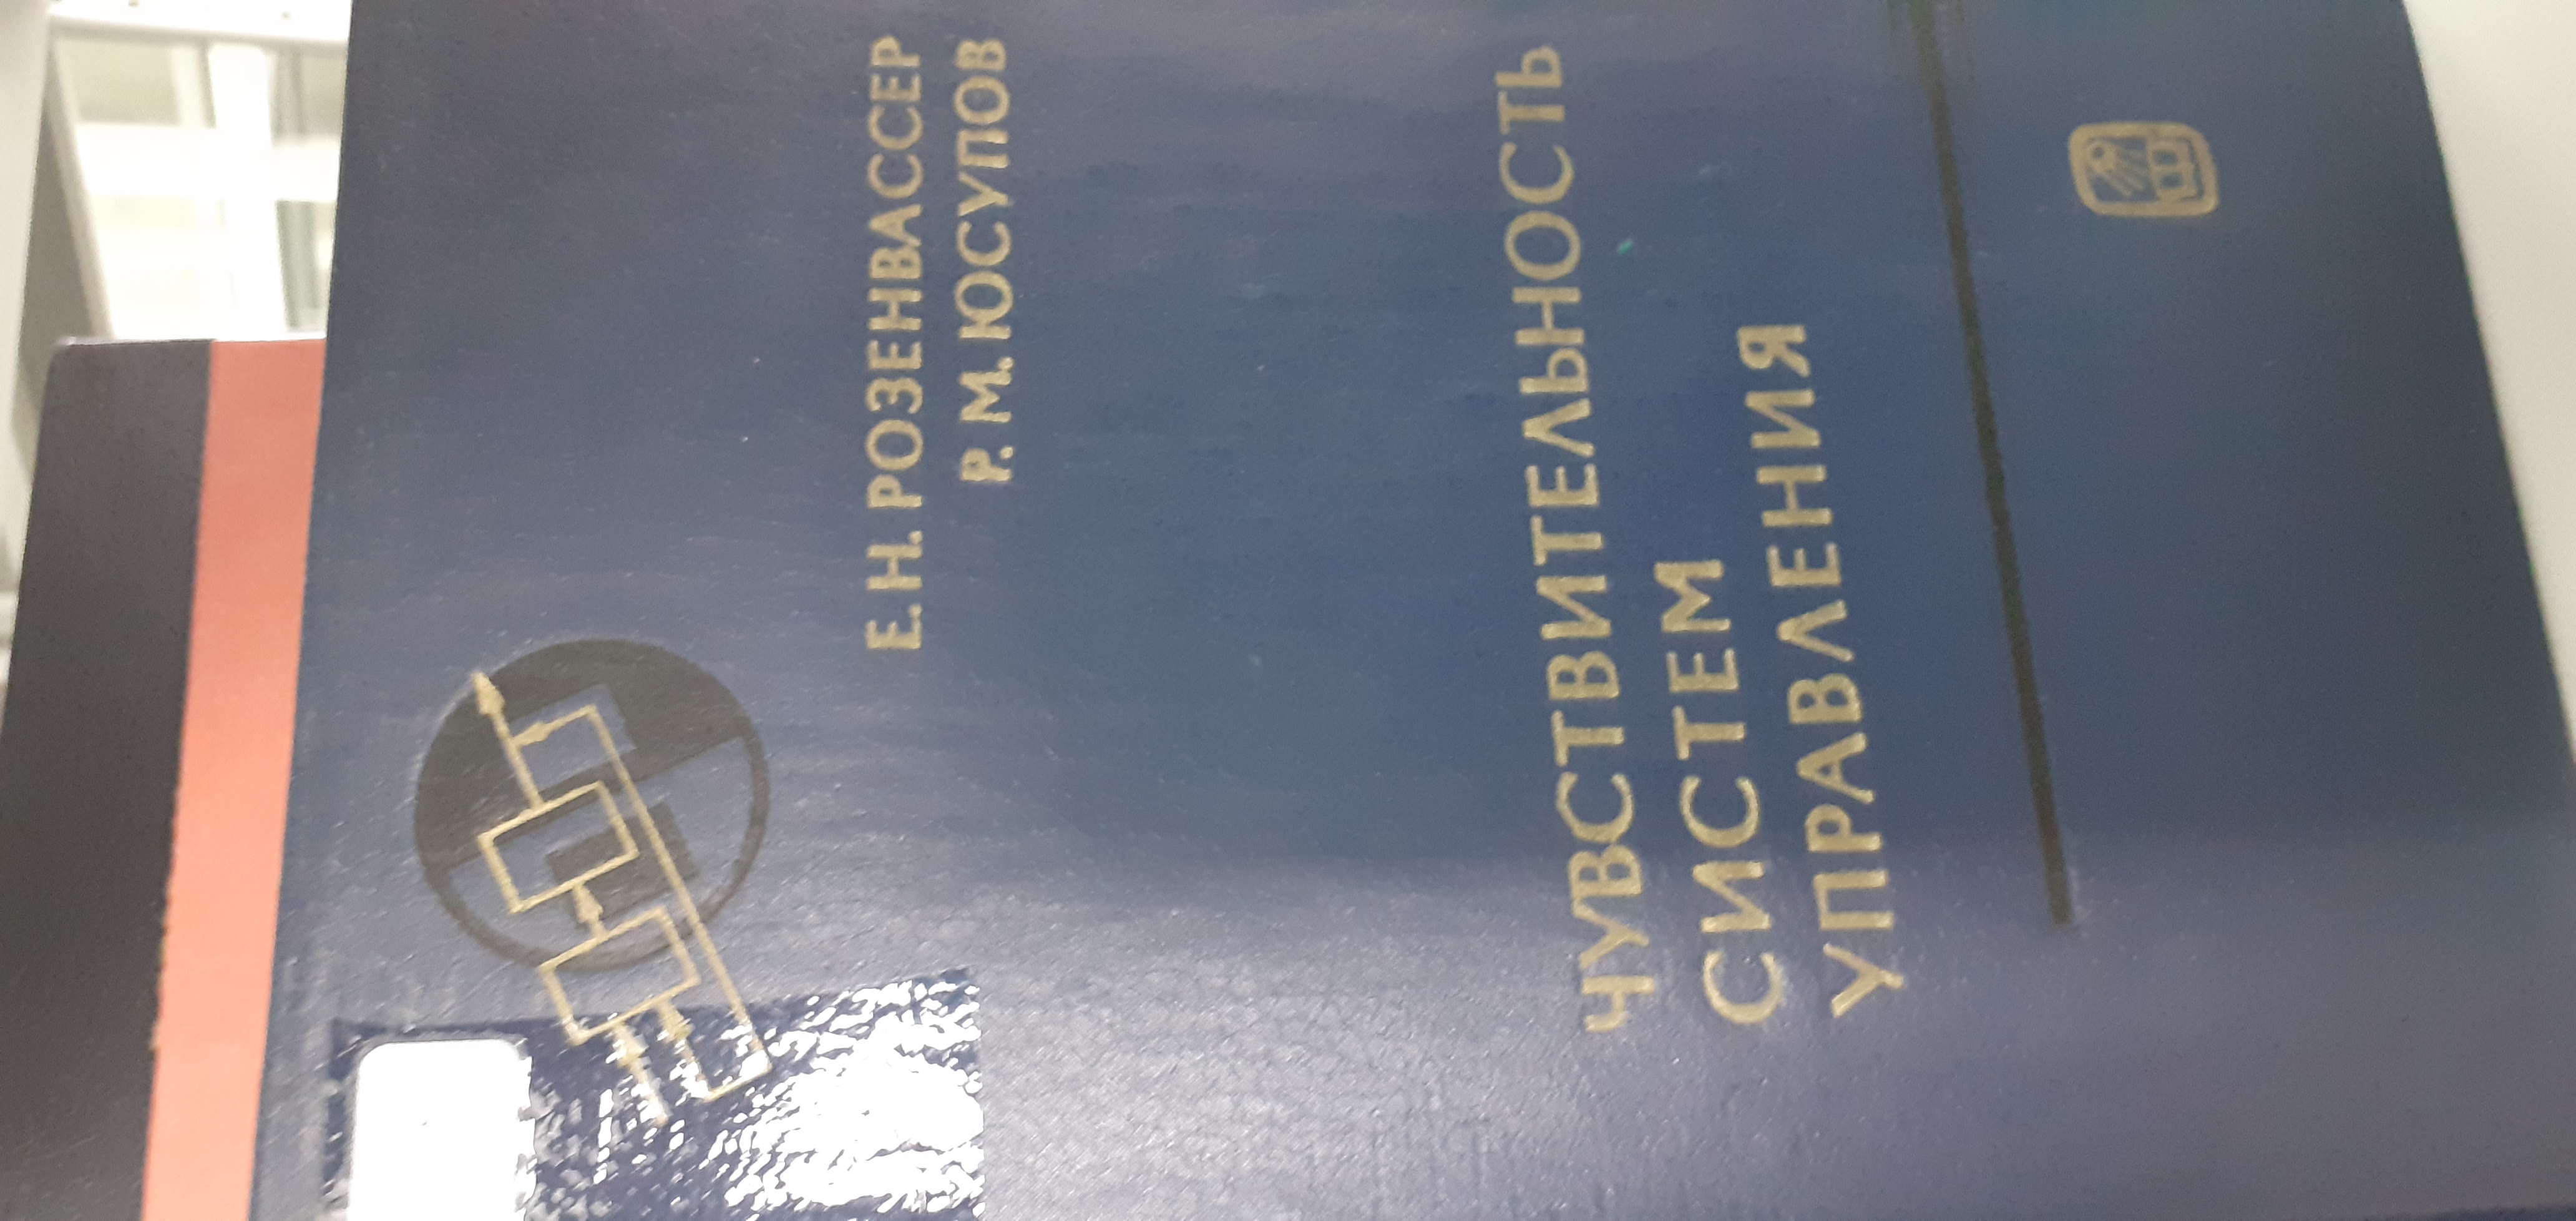 Е. Н. РОЗЕНВАССЕР
Р. М. ЮСУПОВ
ЧУВСТВИТЕЛЬНОСТЬ
СИСТЕМ
УПРАВЛЕНИЯ